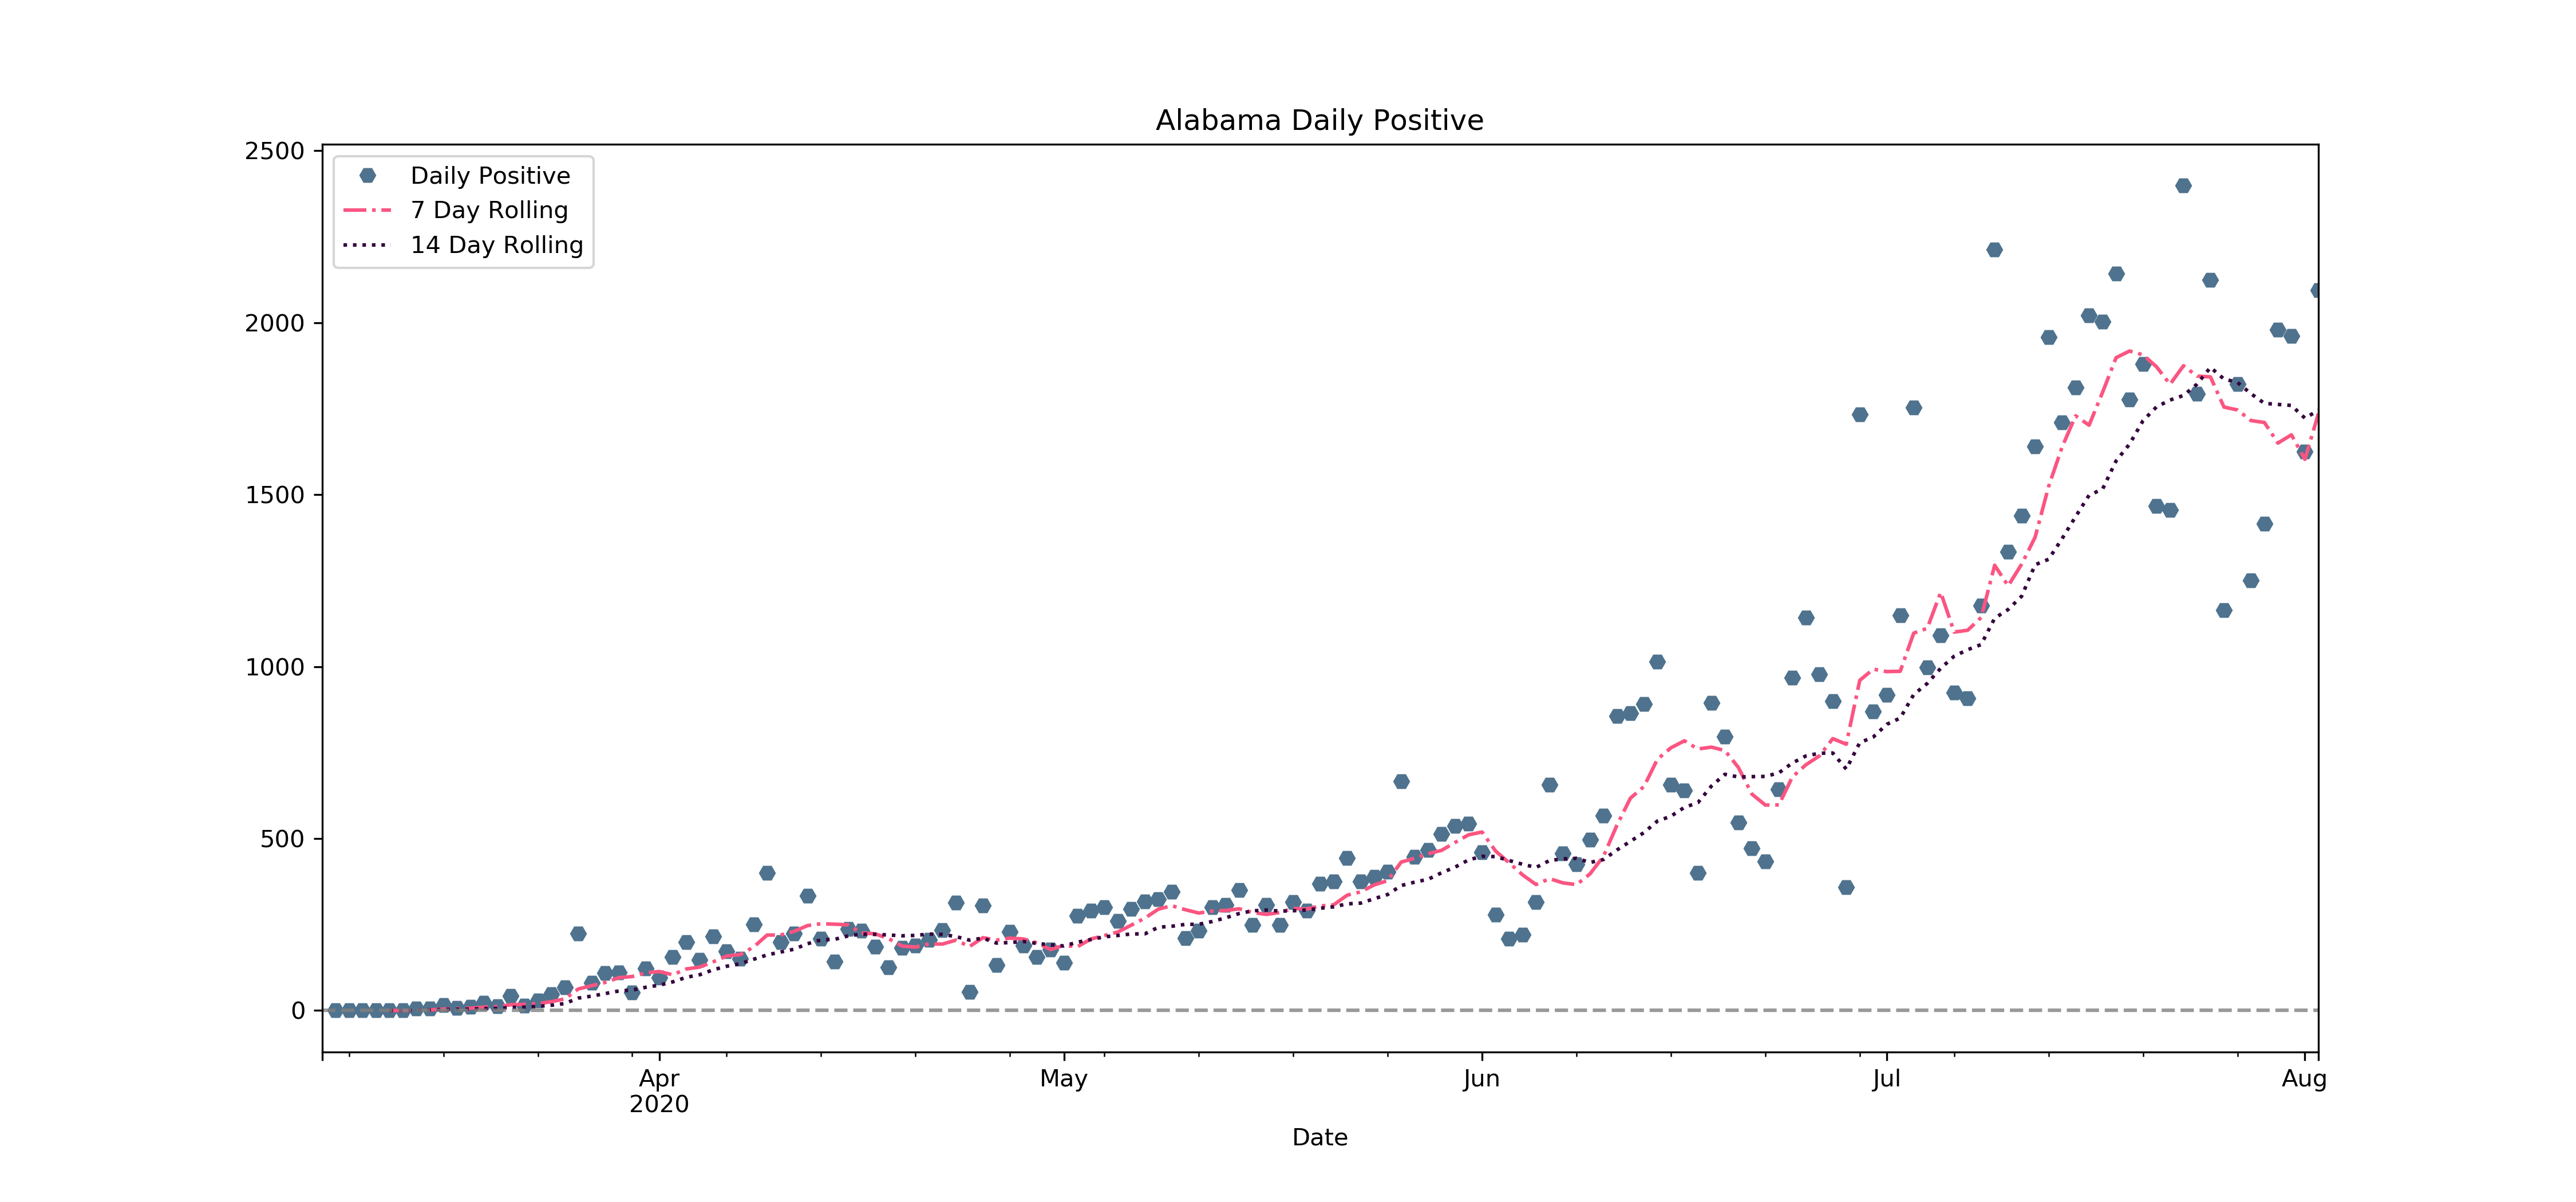 Alabama Daily Positive
2500
2000
1500
1000
500
0
Daily Positive
7 Day Rolling
14 Day Rolling
Apr
2020
May
Jun
Jul
Aug
Date